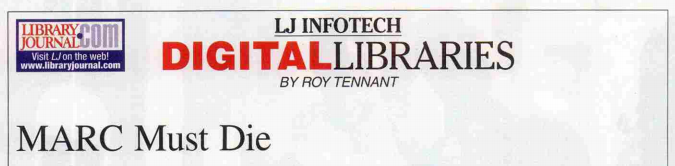 LIBRARY
JOURNAL.COM
Visit LJ on the web!
www.libraryjournal.com
LJ INFOTECH
DIGITALLIBRARIES
BY ROY TENNANT
MARC Must Die